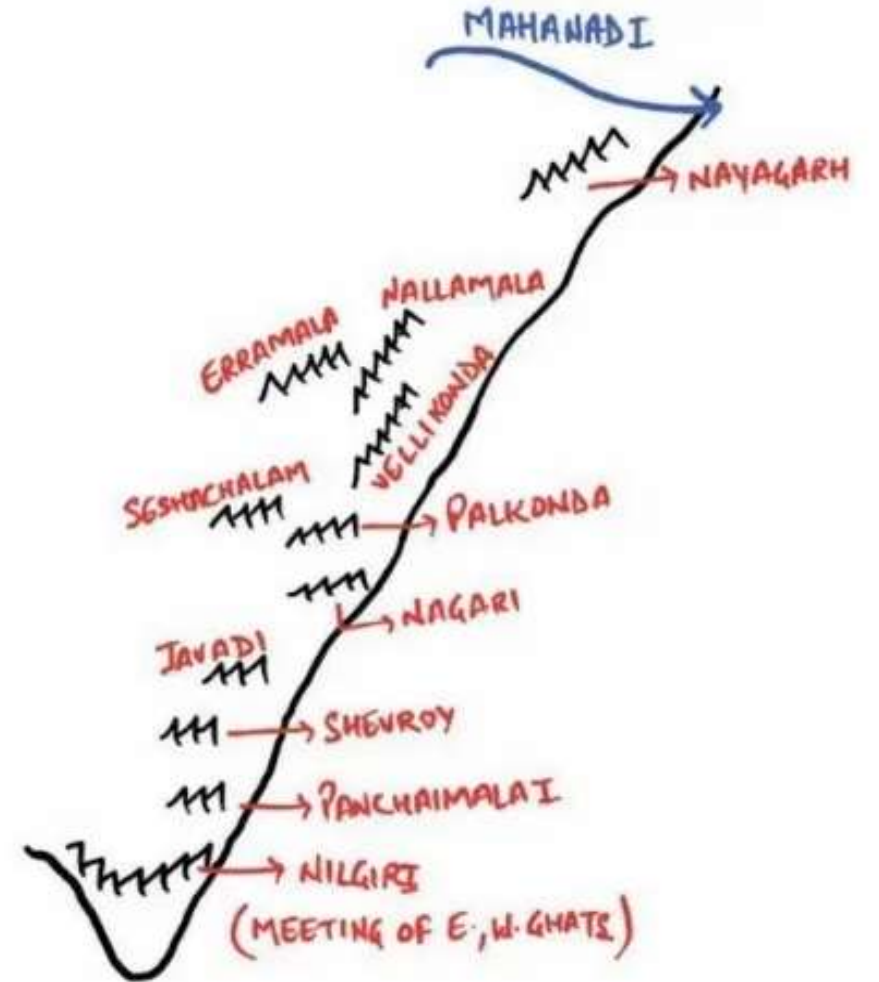 MAHANADI
NAYAGARH
NALLAMALA
ERRAMALA
VELLIKONDA
SESHACHALAM
PALKONDA
NAGARI
JAVADI
SHEVROY
PANCHAIMALAI
NILGIRI
(MEETING OF E., W. GHATS)